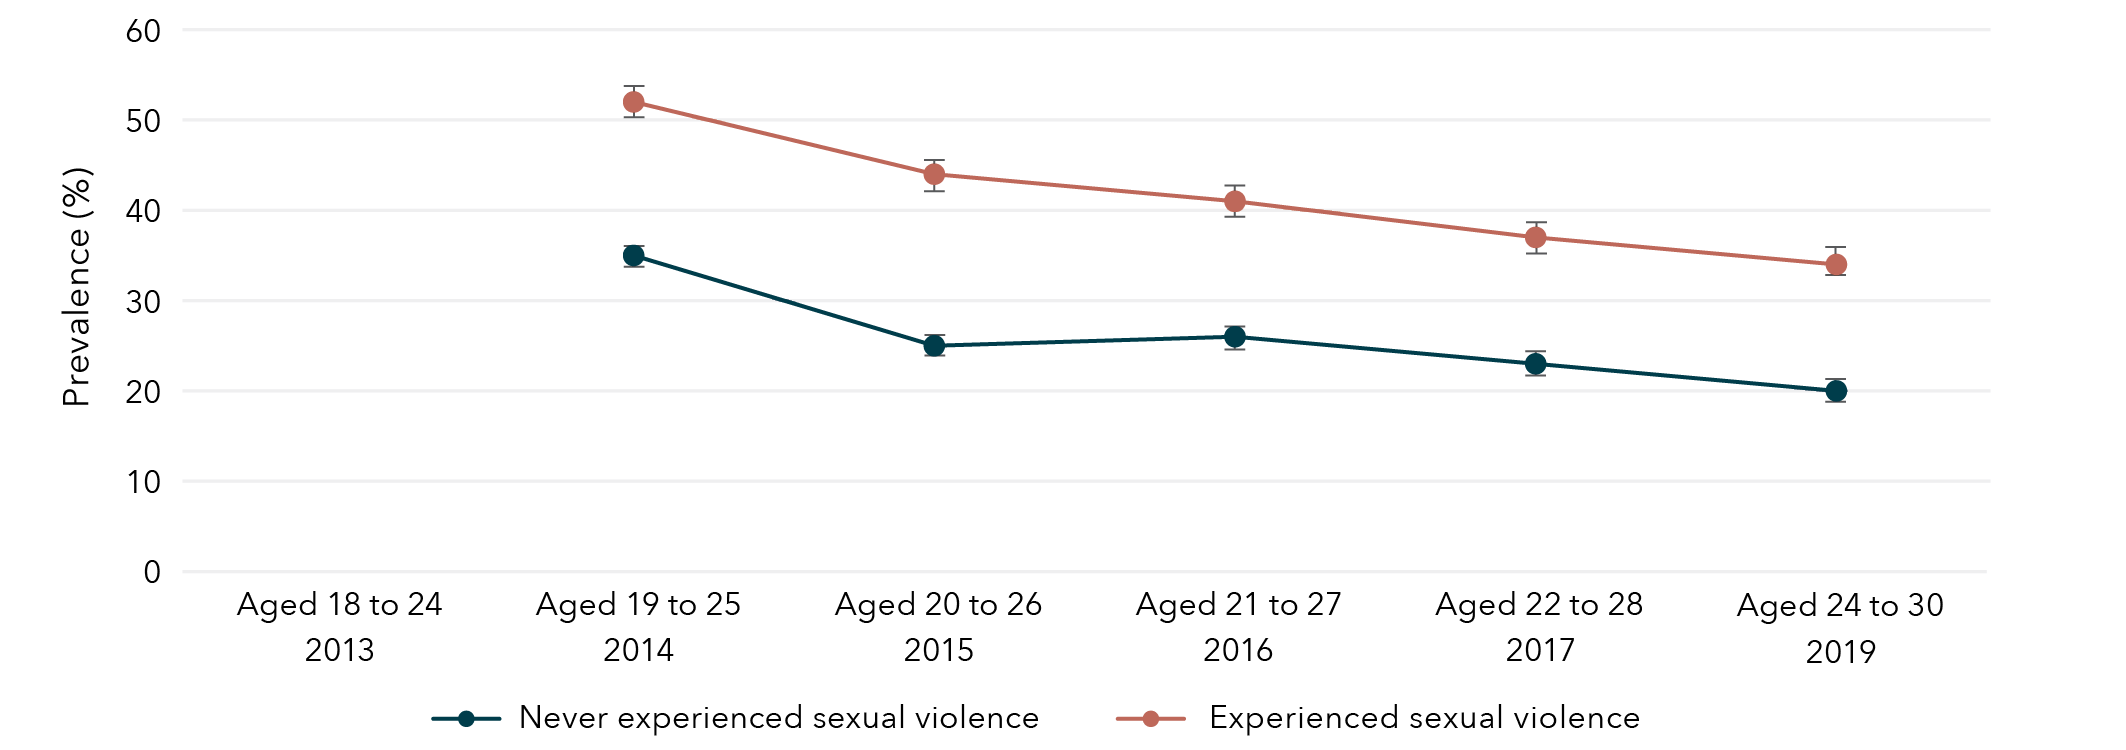 60
50
40
30
20
10
0
Prevalence (%)
Aged 18 to 24 Aged 19 to 25 Aged 20 to 26 Aged 21 to 27 Aged 22 to 28 Aged 24 to 30
2013 2014 2015 2016 2017 2019
Never experienced sexual violence Experienced sexual violence